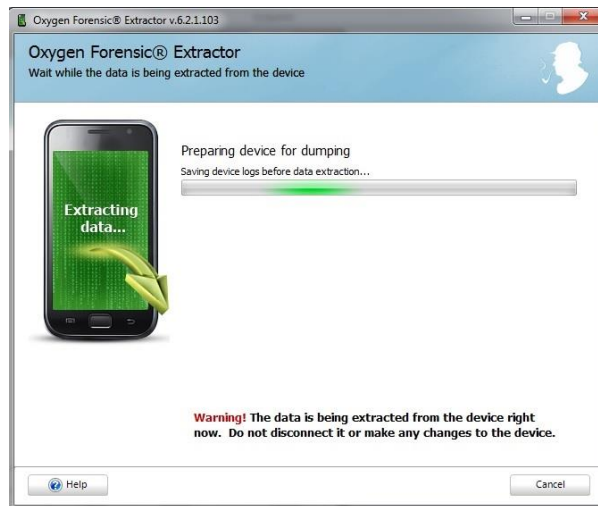 Oxygen Forensic® Extractor v.6.2.1.103
Oxygen Forensic® Extractor
Wait while the data is being extracted from the device
Preparing device for dumping
Saving device logs before data extraction...
Extracting
data...
Warning! The data is being extracted from the device right
now. Do not disconnect it or make any changes to the device.
Help
Cancel